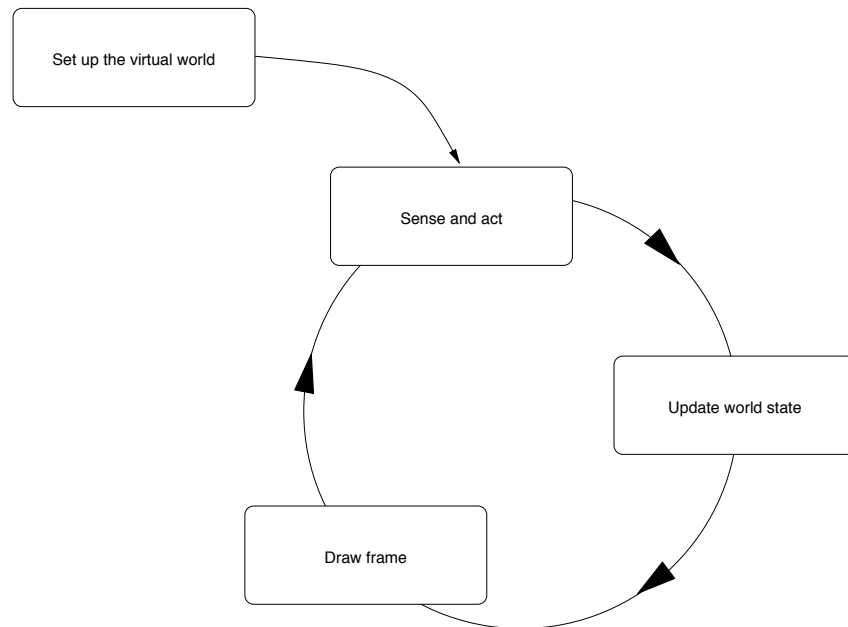 Set up the virtual world
Sense and act
Update world state
Draw frame